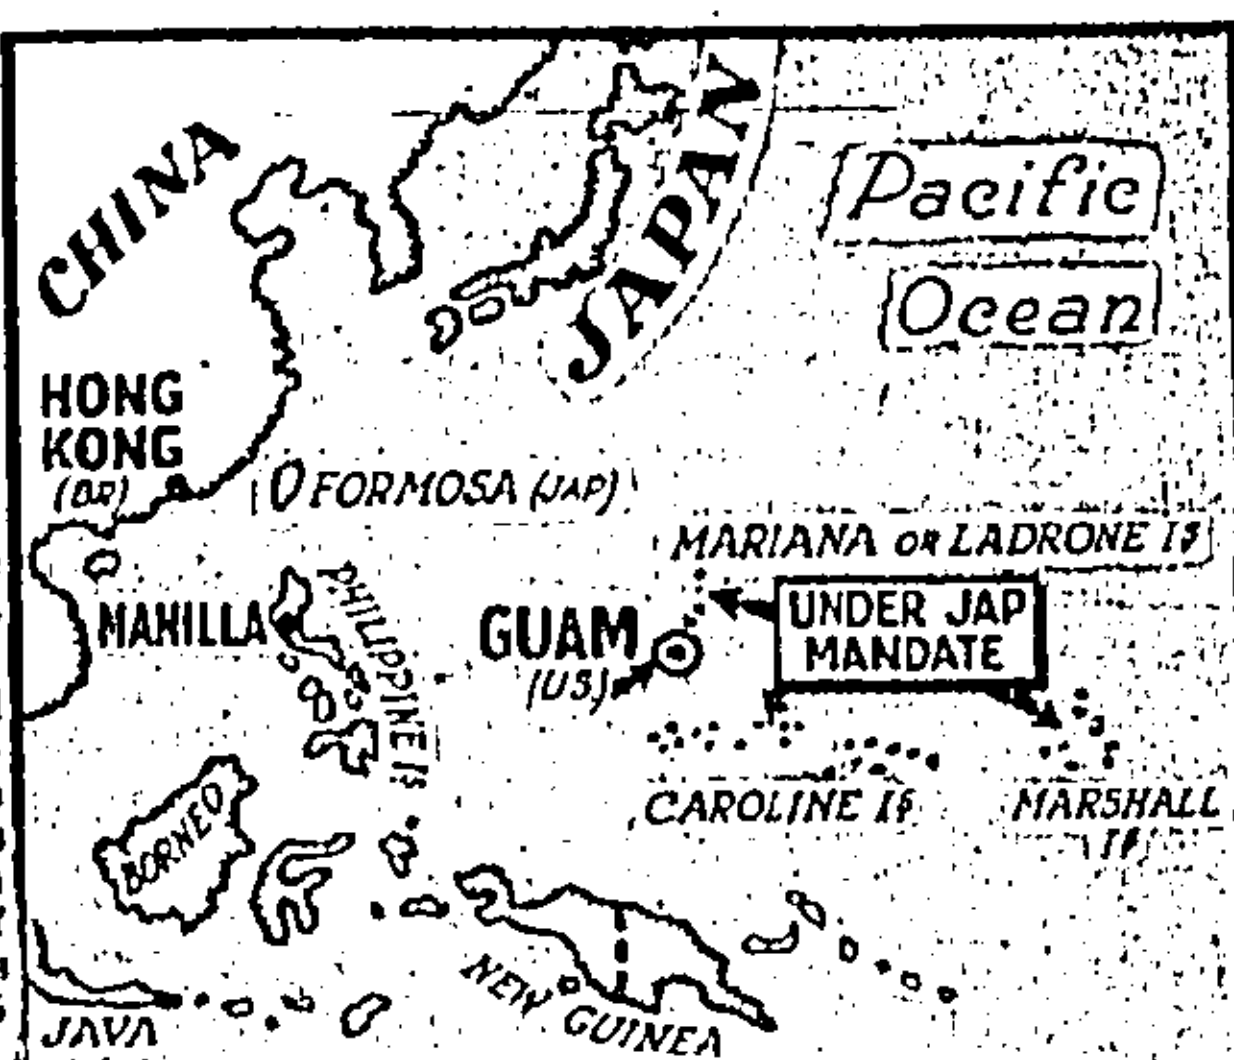 CHINA
JAPAN
Pacific
Ocean
HONG
KONG
(BR)
FORMOSA (JAP)
MARIANA OR LADRONE IS
MANILLA
PHILIPPINE IS
GUAM
(U.S.)
UNDER JAP
MANDATE
CAROLINE IS
MARSHALL
IS
BORNEO
NEW GUINEA
JAVA